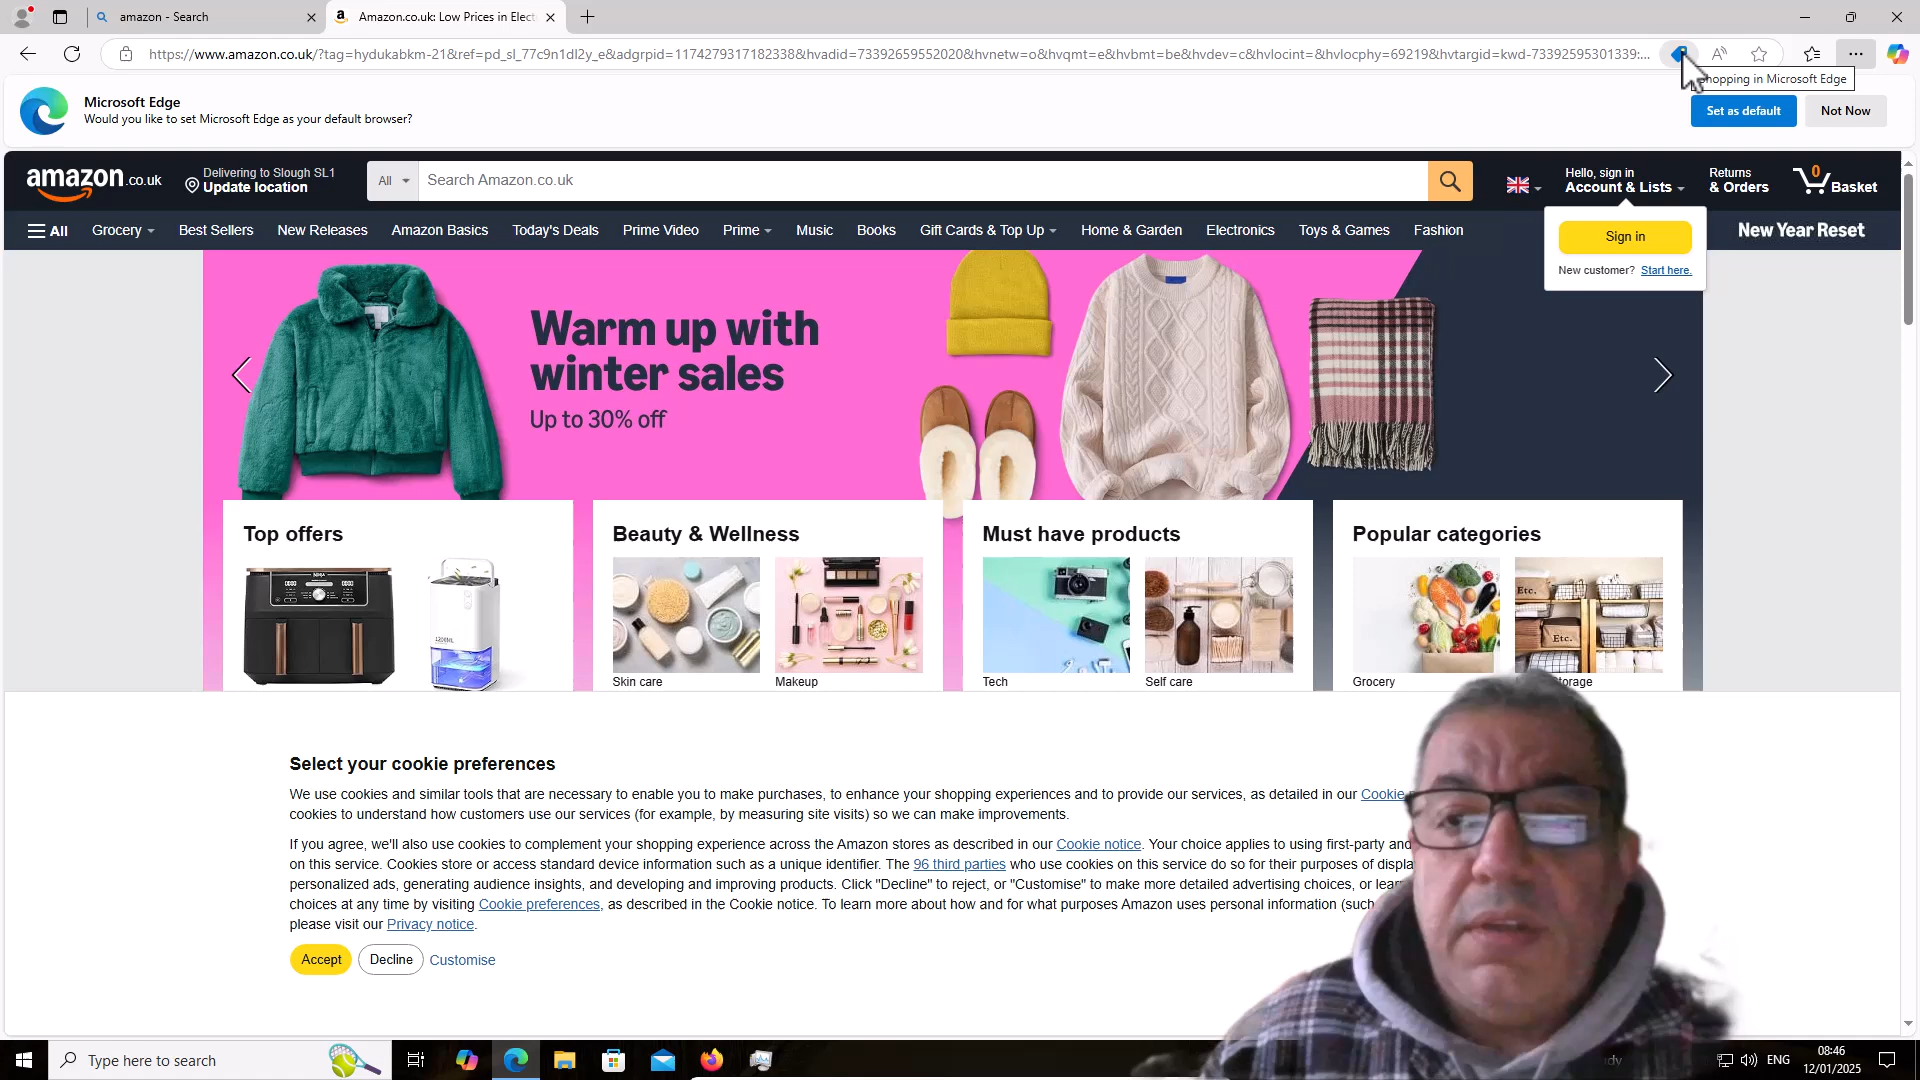 amazon - Search
Amazon.co.uk: Low Prices in Elect
https://www.amazon.co.uk/?tag=hydukabkm-21&ref=pd_sl_77c9n1dl2y_e&adgrpid=1174279317182338&hvadid=73392659552020&hvnetw=o&hvqmt=e&hvbmt=be&hvdev=c&hvlocint=&hvlocphy=69219&hvtargid=kwd-73392595301339:...
hopping in Microsoft Edge
Microsoft Edge
Would you like to set Microsoft Edge as your default browser?
Set as default
Not Now
amazon.co.uk
Delivering to Slough SL1
Update location
All
Search Amazon.co.uk
Hello, sign in
Account & Lists
Returns
& Orders
0
Basket
All
Grocery
Best Sellers
New Releases
Amazon Basics
Today's Deals
Prime Video
Prime
Music
Books
Gift Cards & Top Up
Home & Garden
Electronics
Toys & Games
Fashion
New Year Reset
Sign in
New customer? Start here.
Warm up with
winter sales
Up to 30% off
Top offers
Beauty & Wellness
Must have products
Popular categories
NINJA
1200ML
Etc.
Etc.
Skin care
Makeup
Tech
Self care
Grocery
torage
Select your cookie preferences
We use cookies and similar tools that are necessary to enable you to make purchases, to enhance your shopping experiences and to provide our services, as detailed in our Cookie
cookies to understand how customers use our services (for example, by measuring site visits) so we can make improvements.
If you agree, we'll also use cookies to complement your shopping experience across the Amazon stores as described in our Cookie notice. Your choice applies to using first-party and
on this service. Cookies store or access standard device information such as a unique identifier. The 96 third parties who use cookies on this service do so for their purposes of displa
personalized ads, generating audience insights, and developing and improving products. Click "Decline" to reject, or "Customise" to make more detailed advertising choices, or lear
choices at any time by visiting Cookie preferences, as described in the Cookie notice. To learn more about how and for what purposes Amazon uses personal information (such
please visit our Privacy notice.
Accept
Decline
Customise
Type here to search
ENG
08:46
12/01/2025